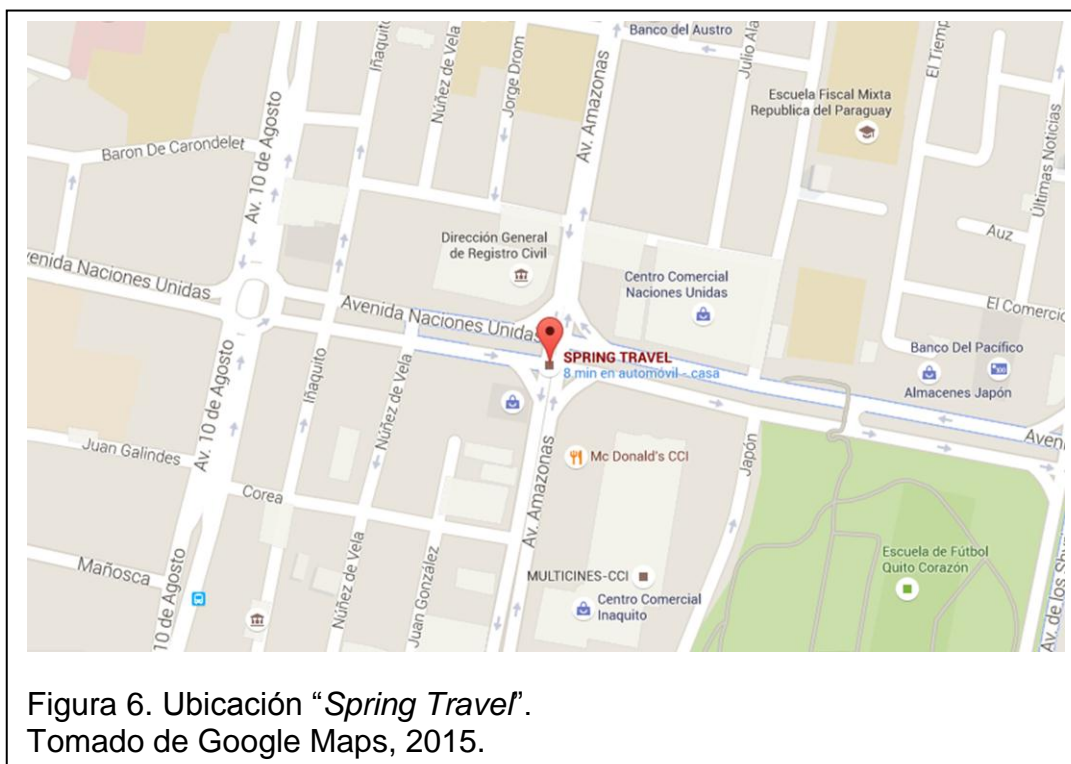 Banco del Austro
Julio Ala
El Tiemp
Iñaquito
Núñez de Vela
Jorge Drom
Av. Amazonas
Escuela Fiscal Mixta
Republica del Paraguay
Últimas Noticias
Baron De Carondelet
Av. 10 de Agosto
Auz
Dirección General
de Registro Civil
Centro Comercial
Naciones Unidas
venida Naciones Unidas
Avenida Naciones Unidas
El Comercio
SPRING TRAVEL
8 min en automóvil - casa
Banco Del Pacífico
Almacenes Japón
Iñaquito
Núñez de Vela
Aveni
Juan Galindes
Av. 10 de Agosto
Mc Donald's CCI
Japón
Corea
Av. Amazonas
Escuela de Fútbol
Quito Corazón
Mañosca
MULTICINES-CCI
Centro Comercial
Inaquito
10 de Agosto
Núñez de Vela
Juan González
Av. de los Shyr
Figura 6. Ubicación “Spring Travel”.
Tomado de Google Maps, 2015.